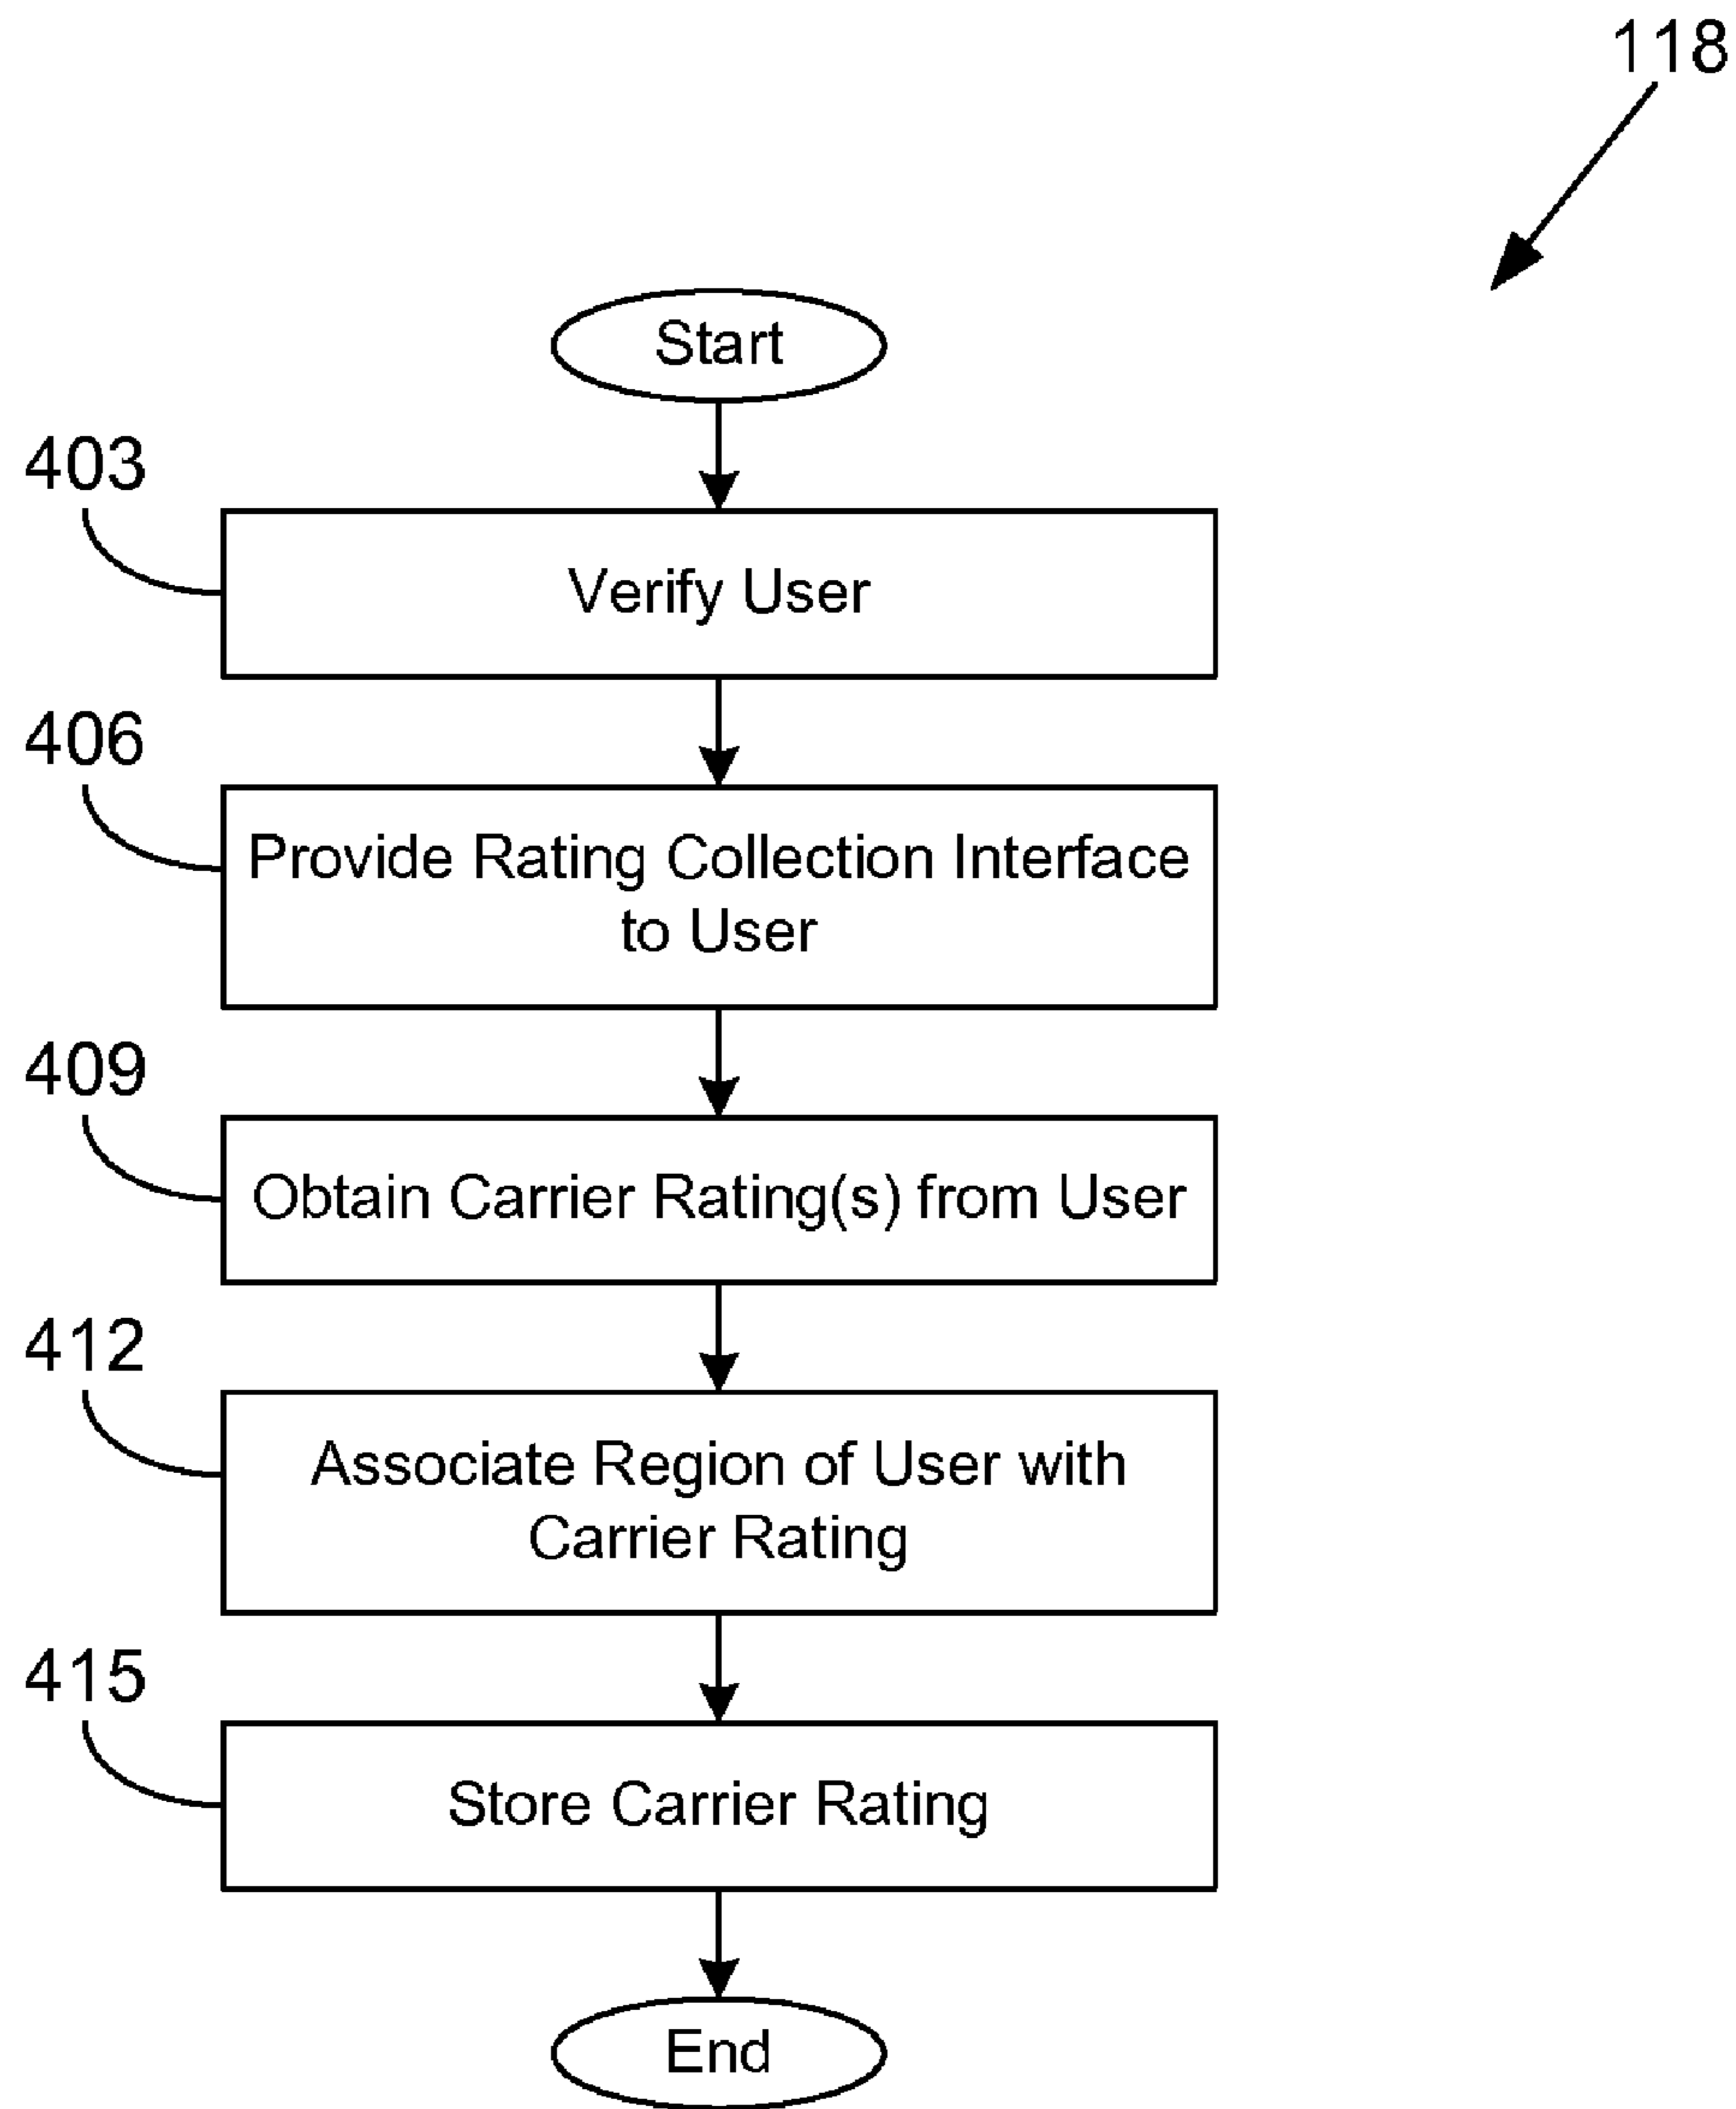 118
Start
403
Verify User
406
Provide Rating Collection Interface
to User
409
Obtain Carrier Rating(s) from User
412
Associate Region of User with
Carrier Rating
415
Store Carrier Rating
End